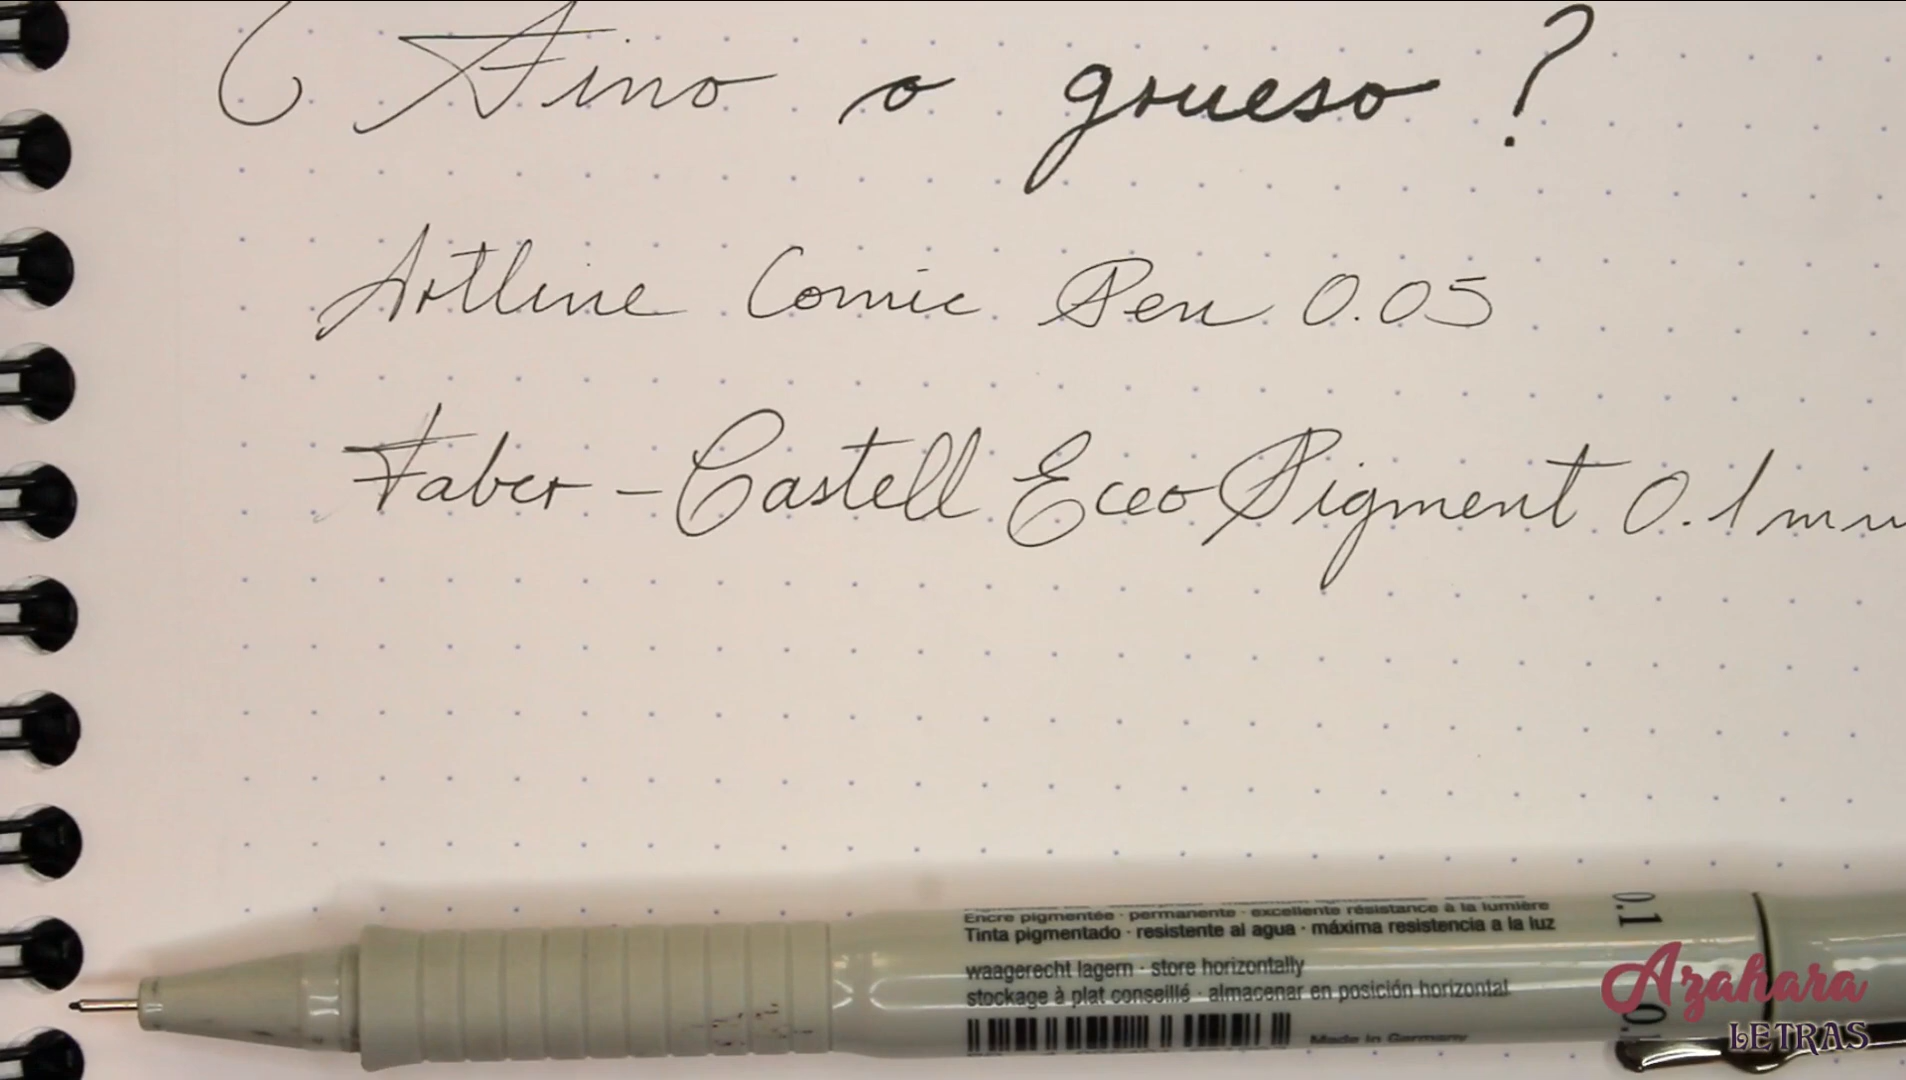 ¿Fino o grueso?
Artline Comic Pen 0.05
Faber-Castell Ecco Pigment 0.1 mm
Encre pigmentée · permanente · excellente résistance à la lumière
Tinta pigmentado · resistente al agua · máxima resistencia a la luz
waagerecht lagern · store horizontally
stockage à plat conseillé · almacenar en posición horizontal
Made in Germany
0.1
Azahara
LETRAS